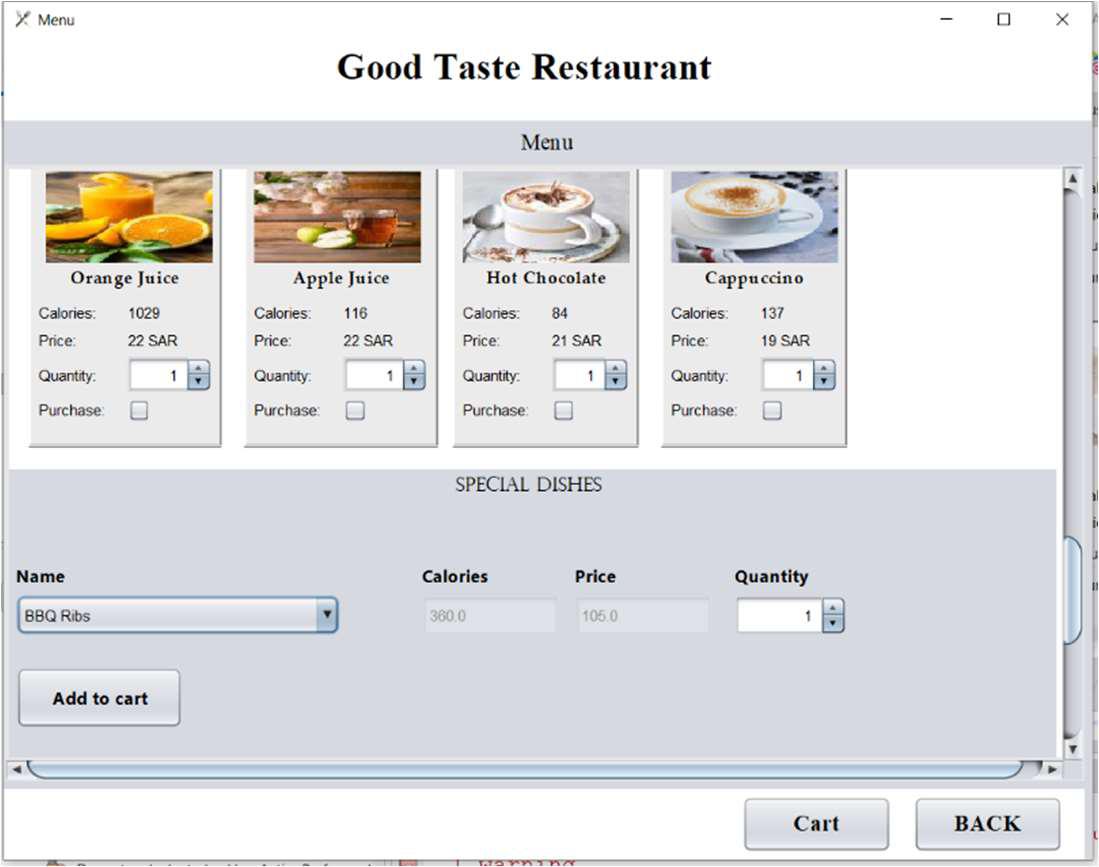 Menu
Good Taste Restaurant
Menu
Orange Juice Apple Juice Hot Chocolate Cappuccino
Calories: 1029 Calories: 116 Calories: 84 Calories: 137
Price: 22 SAR Price: 22 SAR Price: 21 SAR Price: 19 SAR
Quantity: 1 Quantity: 1 Quantity: 1 Quantity: 1
Purchase: Purchase: Purchase: Purchase:
SPECIAL DISHES
Name Calories Price Quantity
BBQ Ribs 360.0 105.0 1
Add to cart
Cart BACK